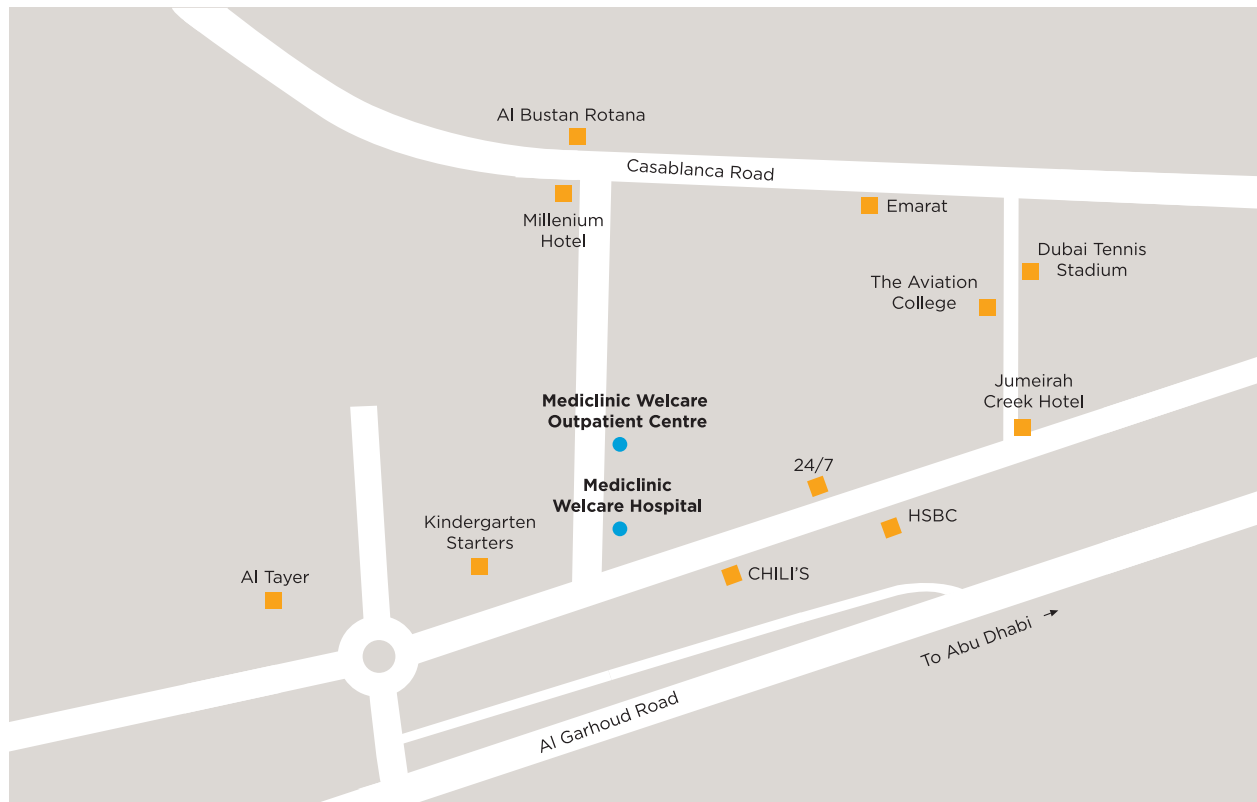 Al Bustan Rotana
Casablanca Road
Millenium
Hotel
Emarat
Dubai Tennis
Stadium
The Aviation
College
Jumeirah
Creek Hotel
Mediclinic Welcare
Outpatient Centre
24/7
Mediclinic
Welcare Hospital
HSBC
Kindergarten
Starters
Al Tayer
CHILI'S
To Abu Dhabi →
Al Garhoud Road